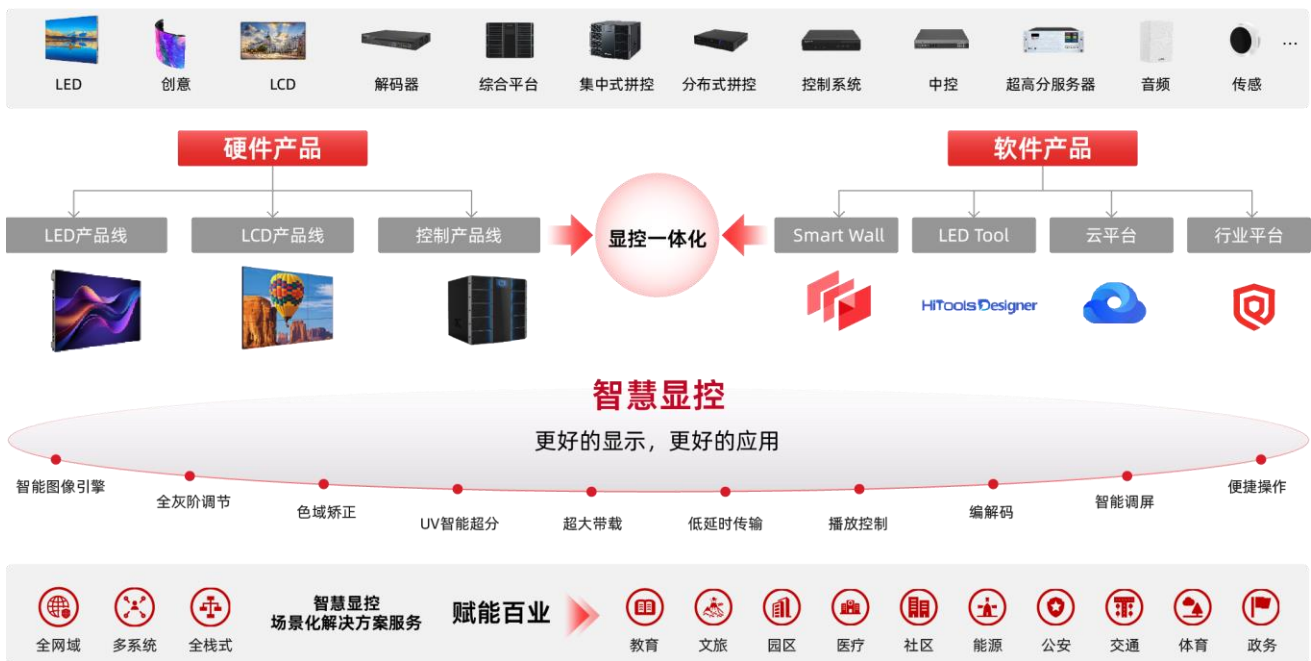 LED
创意
LCD
解码器
综合平台
集中式拼控
分布式拼控
控制系统
中控
超高分服务器
音频
传感
...
硬件产品
软件产品
LED产品线
LCD产品线
控制产品线
显控一体化
Smart Wall
LED Tool
云平台
行业平台
HiTools Designer
智慧显控
更好的显示，更好的应用
智能图像引擎
全灰阶调节
色域矫正
UV智能超分
超大带载
低延时传输
播放控制
编解码
智能调屏
便捷操作
全网域
多系统
全栈式
智慧显控
场景化解决方案服务
赋能百业
教育
文旅
园区
医疗
社区
能源
公安
交通
体育
政务